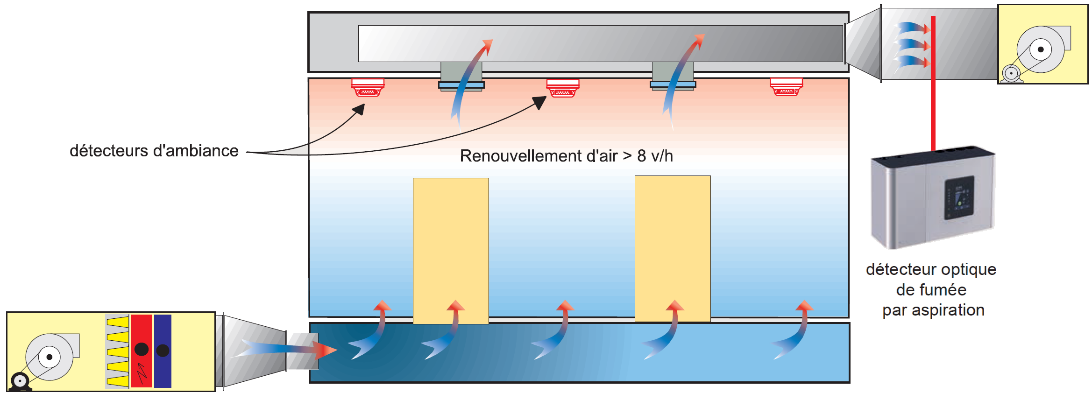 détecteurs d'ambiance
Renouvellement d'air > 8 v/h
détecteur optique
de fumée
par aspiration